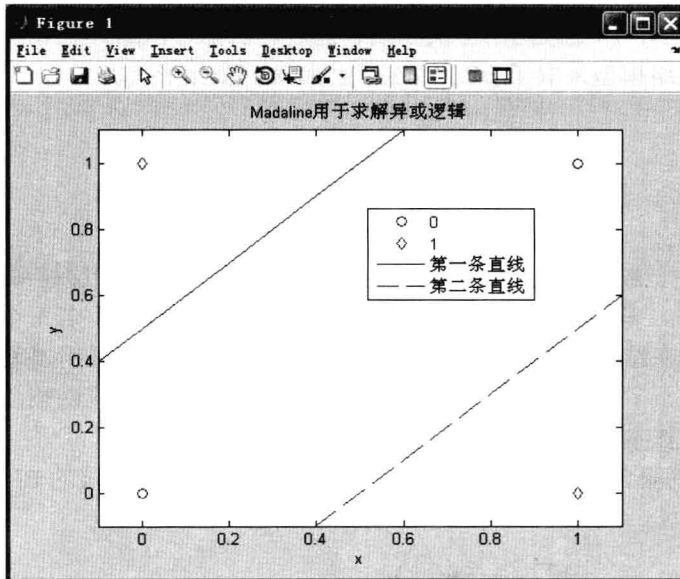 Figure 1
File Edit View Insert Tools Desktop Window Help
Madaline用于求解异或逻辑
1
0.8
0.6
0.4
0.2
0
y
0
1
第一条直线
第二条直线
0 0.2 0.4 0.6 0.8 1
x